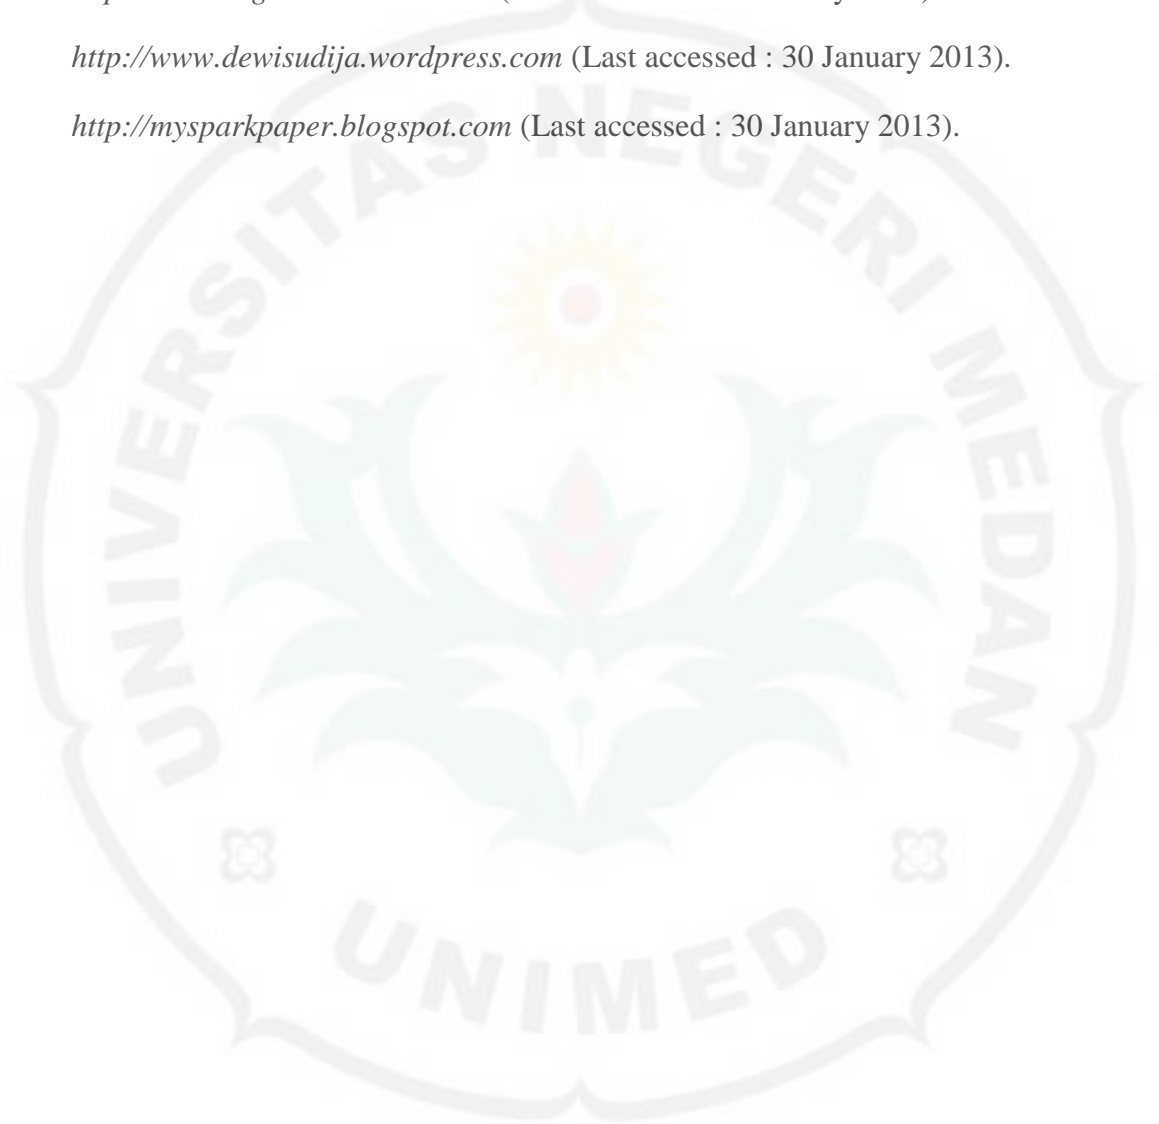 http://www.dewisudija.wordpress.com (Last accessed : 30 January 2013).
http://mysparkpaper.blogspot.com (Last accessed : 30 January 2013).
UNIVERSITAS NEGERI MEDAN
UNIMED